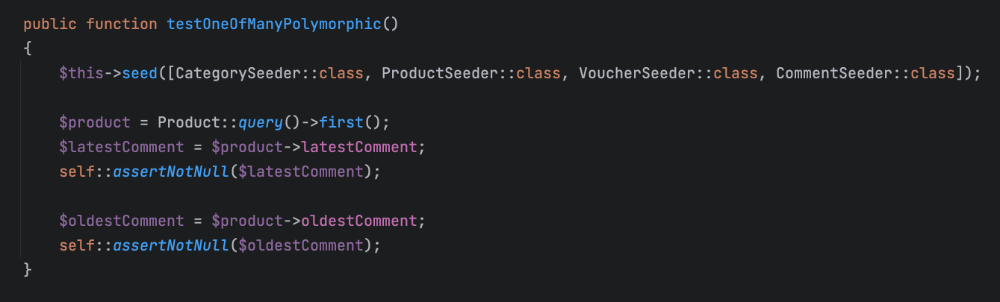 public function testOneOfManyPolymorphic()
{
    $this->seed([CategorySeeder::class, ProductSeeder::class, VoucherSeeder::class, CommentSeeder::class]);
    $product = Product::query()->first();
    $latestComment = $product->latestComment;
    self::assertNotNull($latestComment);
    $oldestComment = $product->oldestComment;
    self::assertNotNull($oldestComment);
}